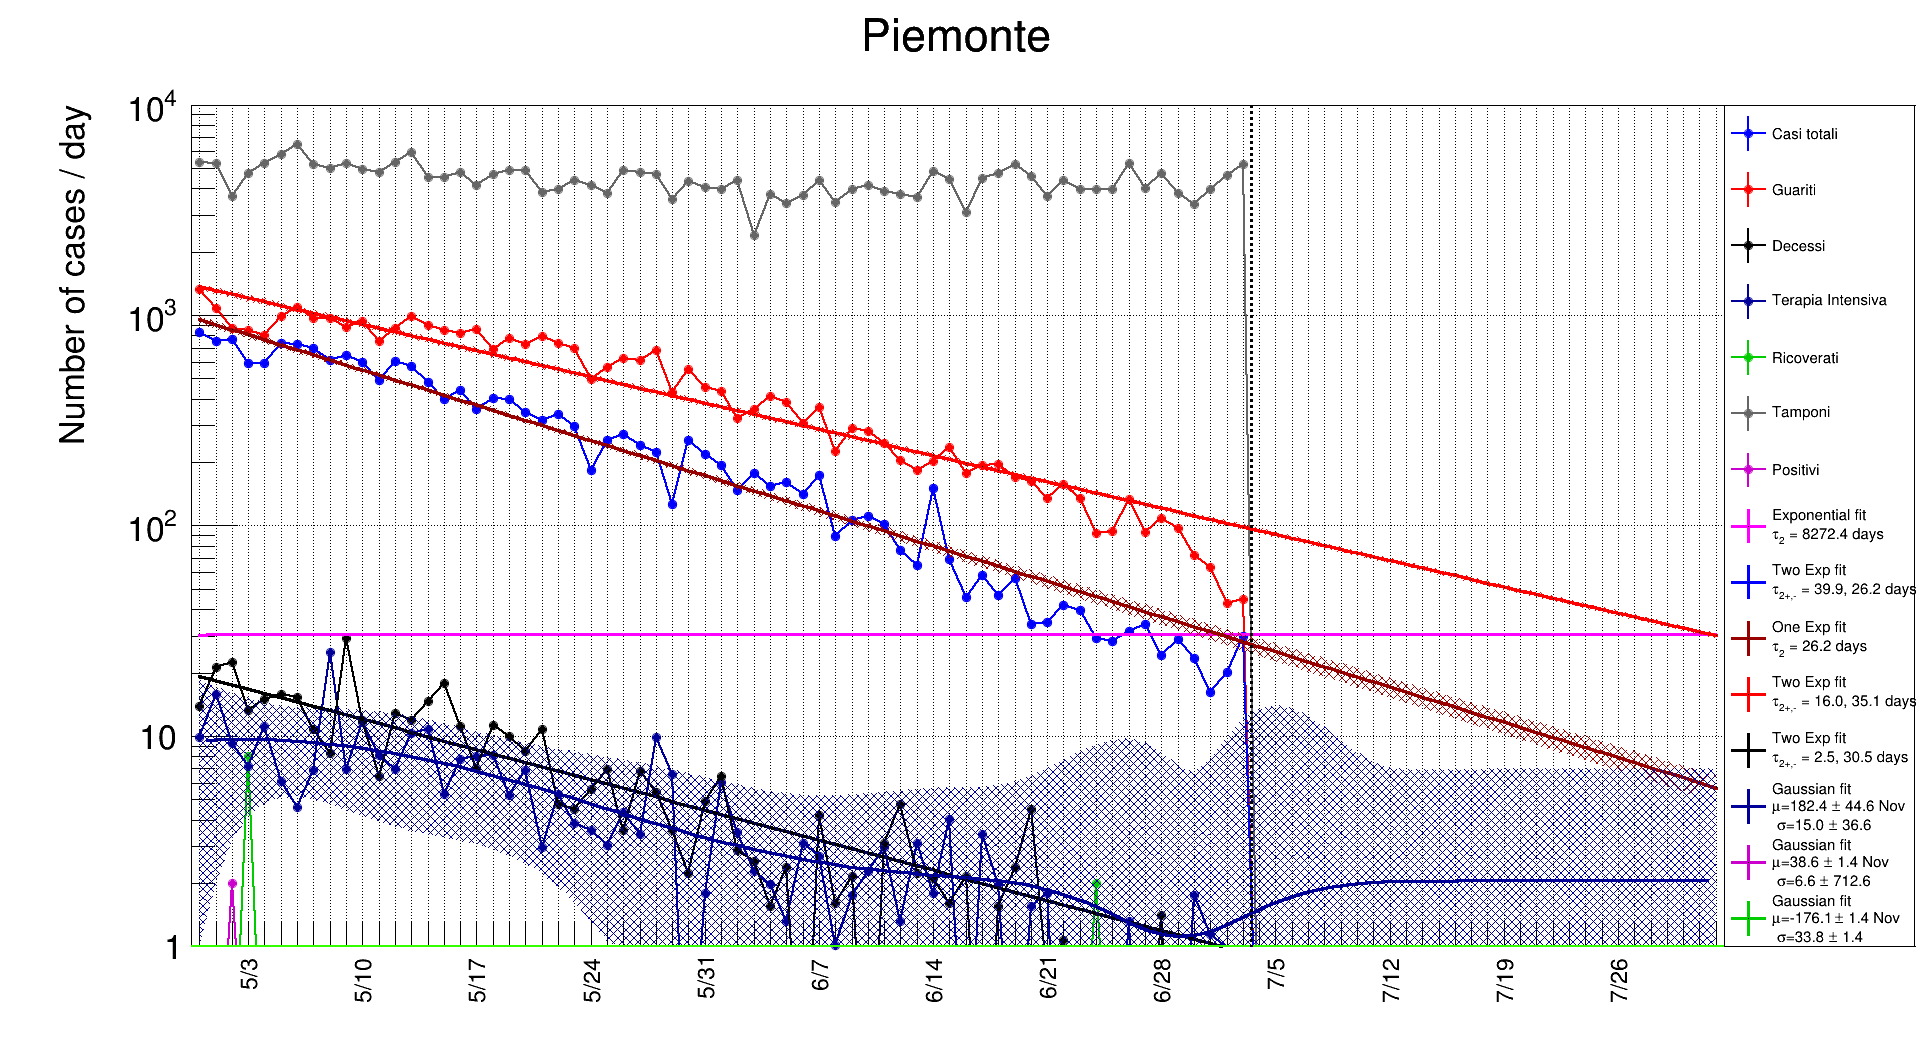 Piemonte
Number of cases / day
10^4
10^3
10^2
10
1
5/3
5/10
5/17
5/24
5/31
6/7
6/14
6/21
6/28
7/5
7/12
7/19
7/26
Casi totali
Guariti
Decessi
Terapia Intensiva
Ricoverati
Tamponi
Positivi
Exponential fit
τ2 = 8272.4 days
Two Exp fit
τ2+,- = 39.9, 26.2 days
One Exp fit
τ2 = 26.2 days
Two Exp fit
τ2+,- = 16.0, 35.1 days
Two Exp fit
τ2+,- = 2.5, 30.5 days
Gaussian fit
μ=182.4 ± 44.6 Nov
σ=15.0 ± 36.6
Gaussian fit
μ=38.6 ± 1.4 Nov
σ=6.6 ± 712.6
Gaussian fit
μ=-176.1 ± 1.4 Nov
σ=33.8 ± 1.4